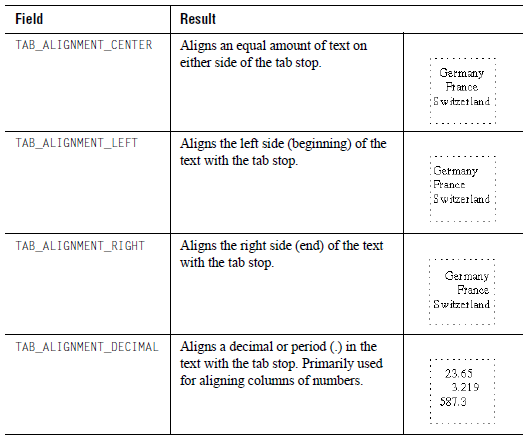 Field Result
TAB_ALIGNMENT_CENTER Aligns an equal amount of text on
either side of the tab stop.
Germany
France
Switzerland
TAB_ALIGNMENT_LEFT Aligns the left side (beginning) of the
text with the tab stop.
Germany
France
Switzerland
TAB_ALIGNMENT_RIGHT Aligns the right side (end) of the text
with the tab stop.
Germany
France
Switzerland
TAB_ALIGNMENT_DECIMAL Aligns a decimal or period (.) in the
text with the tab stop. Primarily used
for aligning columns of numbers.
23.65
3.219
587.3